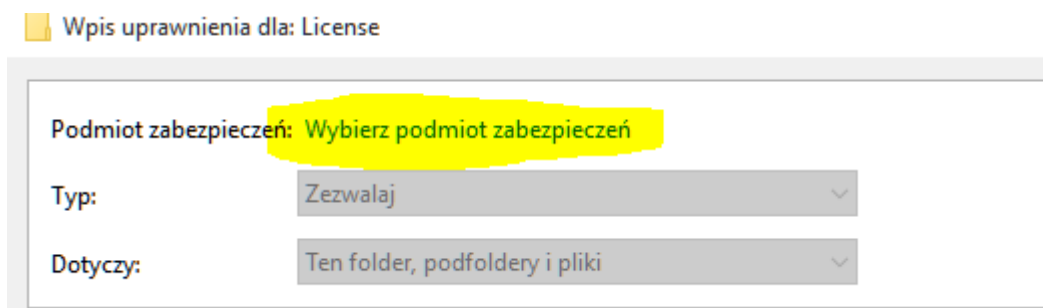 Wpis uprawnienia dla: License
Podmiot zabezpieczeń: Wybierz podmiot zabezpieczeń
Typ: Zezwalaj
Dotyczy: Ten folder, podfoldery i pliki